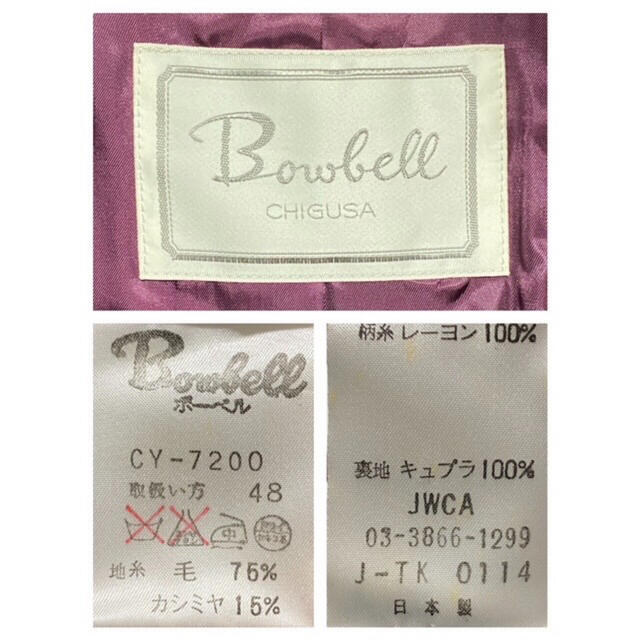 Bowbell
CHIGUSA
Bowbell
ボーベル
CY-7200
取扱い方 48
中
地糸 毛 75%
カシミヤ 15%
柄糸 レーヨン 100%
裏地 キュプラ 100%
JWCA
03-3866-1299
J-TK 0114
日本製